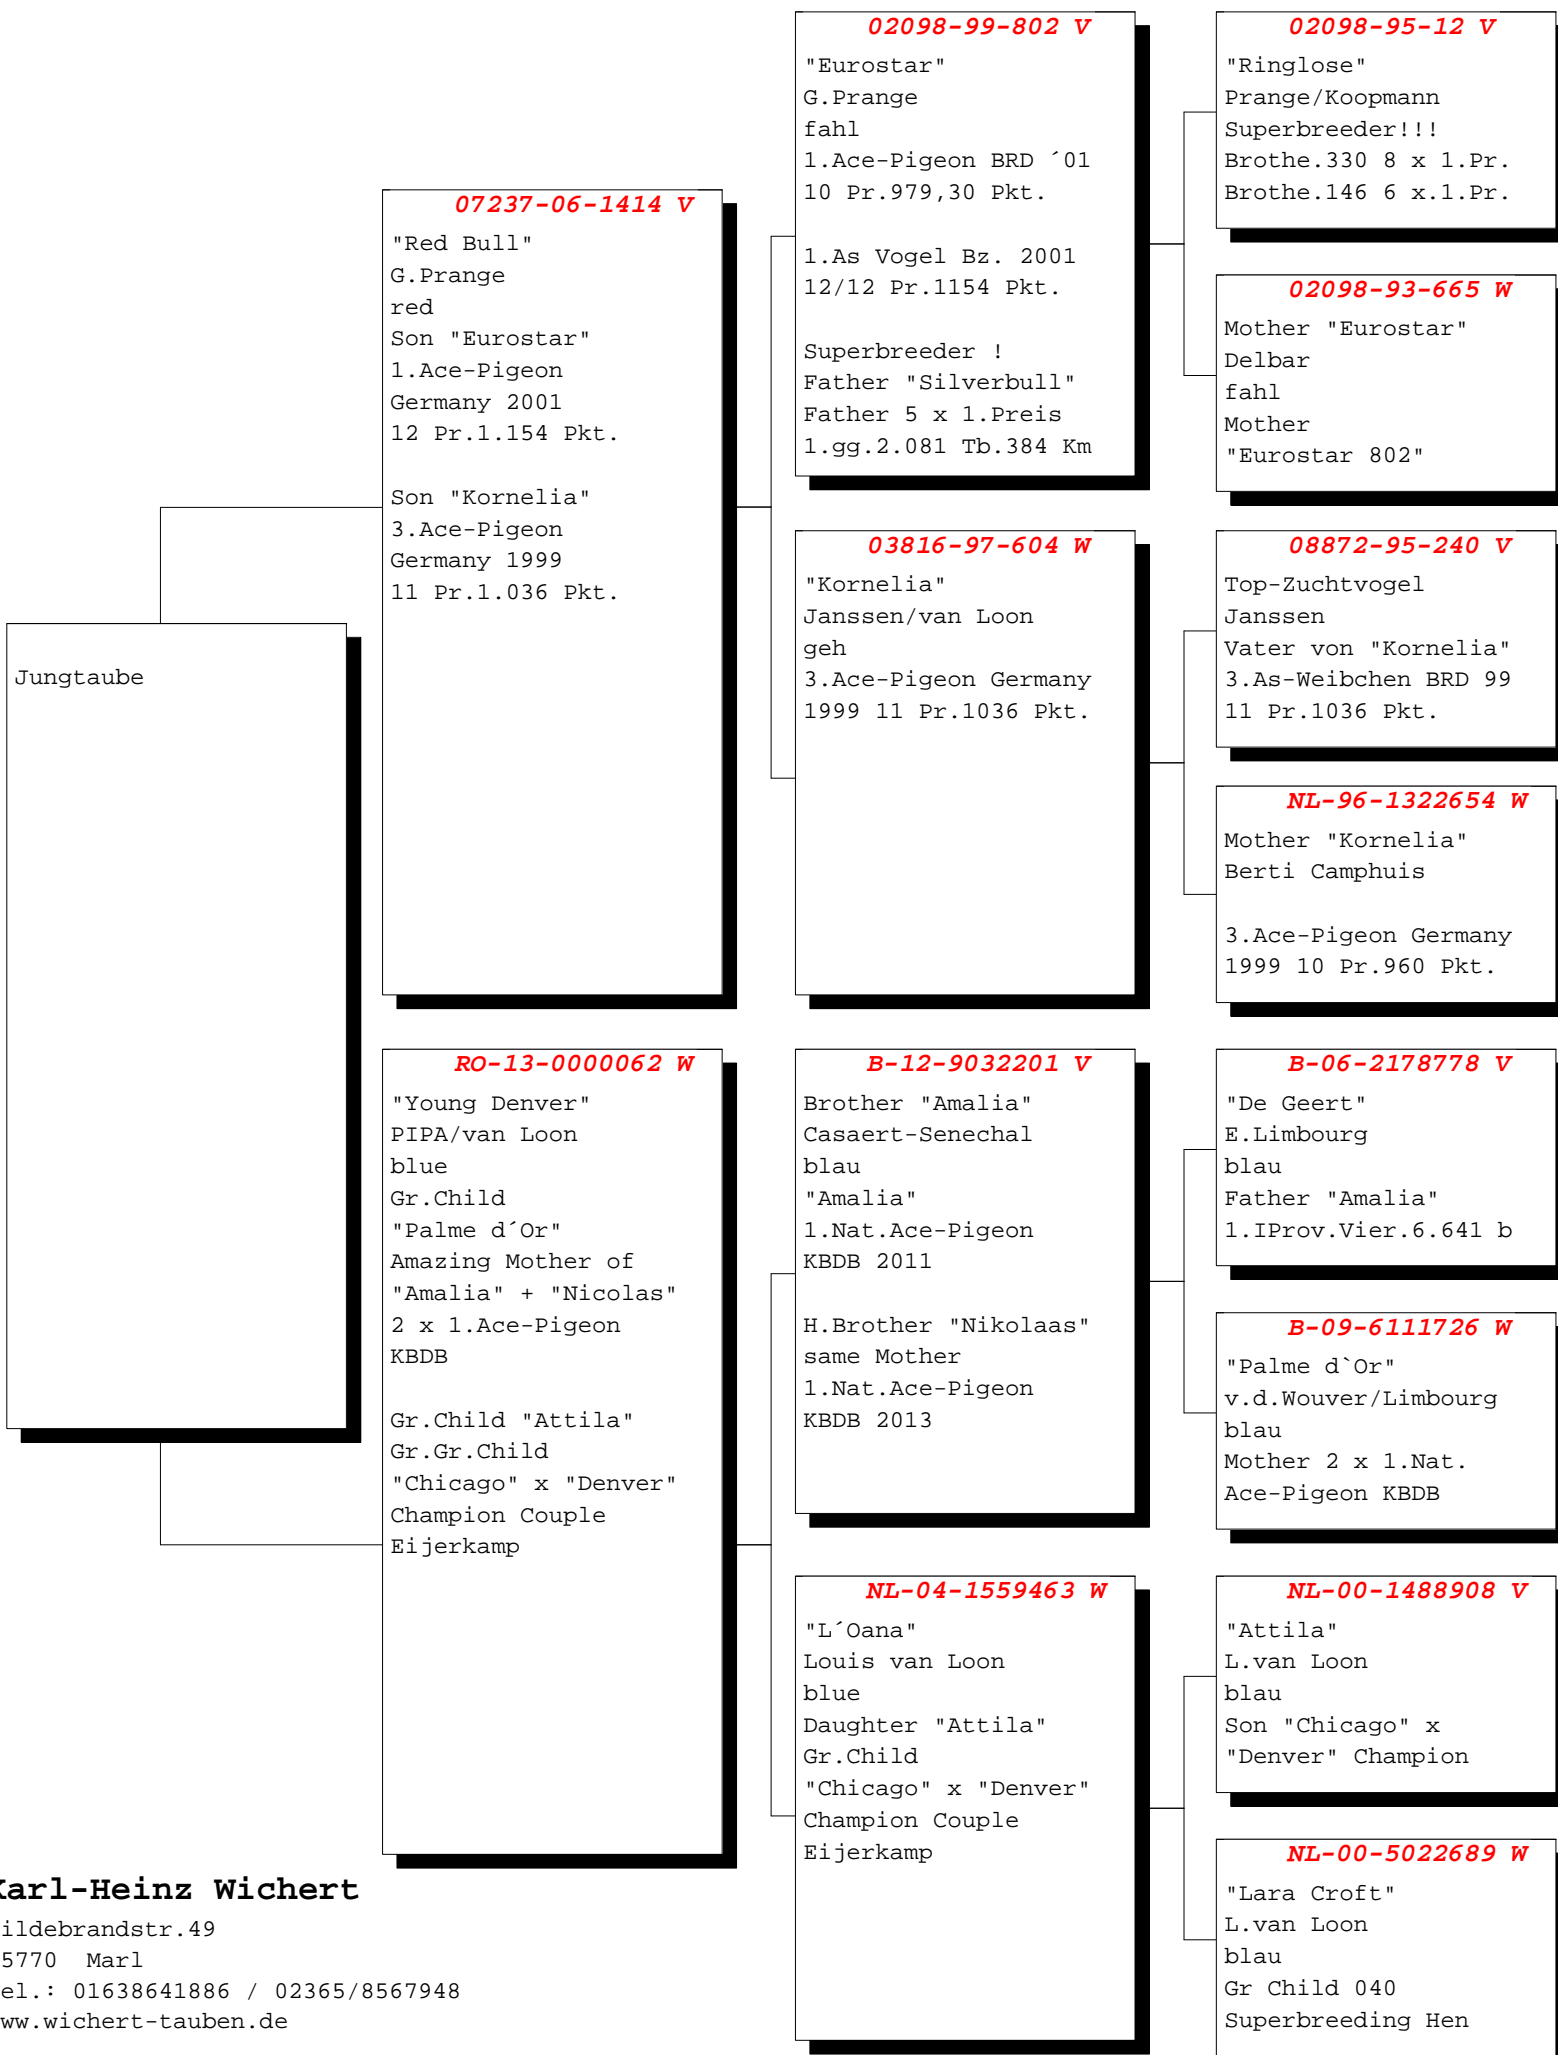 02098-99-802 V
"Eurostar"
G.Prange
fahl
1.Ace-Pigeon BRD ´01
10 Pr.979,30 Pkt.
1.As Vogel Bz. 2001
12/12 Pr.1154 Pkt.
Superbreeder !
Father "Silverbull"
Father 5 x 1.Preis
1.gg.2.081 Tb.384 Km
02098-95-12 V
"Ringlose"
Prange/Koopmann
Superbreeder!!!
Brothe.330 8 x 1.Pr.
Brothe.146 6 x.1.Pr.
07237-06-1414 V
"Red Bull"
G.Prange
red
Son "Eurostar"
1.Ace-Pigeon
Germany 2001
12 Pr.1.154 Pkt.
Son "Kornelia"
3.Ace-Pigeon
Germany 1999
11 Pr.1.036 Pkt.
02098-93-665 W
Mother "Eurostar"
Delbar
fahl
Mother
"Eurostar 802"
03816-97-604 W
"Kornelia"
Janssen/van Loon
geh
3.Ace-Pigeon Germany
1999 11 Pr.1036 Pkt.
08872-95-240 V
Top-Zuchtvogel
Janssen
Vater von "Kornelia"
3.As-Weibchen BRD 99
11 Pr.1036 Pkt.
Jungtaube
NL-96-1322654 W
Mother "Kornelia"
Berti Camphuis
3.Ace-Pigeon Germany
1999 10 Pr.960 Pkt.
RO-13-0000062 W
"Young Denver"
PIPA/van Loon
blue
Gr.Child
"Palme d´Or"
Amazing Mother of
"Amalia" + "Nicolas"
2 x 1.Ace-Pigeon
KBDB
Gr.Child "Attila"
Gr.Gr.Child
"Chicago" x "Denver"
Champion Couple
Eijerkamp
B-12-9032201 V
Brother "Amalia"
Casaert-Senechal
blau
"Amalia"
1.Nat.Ace-Pigeon
KBDB 2011
H.Brother "Nikolaas"
same Mother
1.Nat.Ace-Pigeon
KBDB 2013
B-06-2178778 V
"De Geert"
E.Limbourg
blau
Father "Amalia"
1.IProv.Vier.6.641 b
B-09-6111726 W
"Palme d`Or"
v.d.Wouver/Limbourg
blau
Mother 2 x 1.Nat.
Ace-Pigeon KBDB
NL-04-1559463 W
"L´Oana"
Louis van Loon
blue
Daughter "Attila"
Gr.Child
"Chicago" x "Denver"
Champion Couple
Eijerkamp
NL-00-1488908 V
"Attila"
L.van Loon
blau
Son "Chicago" x
"Denver" Champion
NL-00-5022689 W
"Lara Croft"
L.van Loon
blau
Gr Child 040
Superbreeding Hen
Karl-Heinz Wichert
ildebrandstr.49
5770  Marl
el.: 01638641886 / 02365/8567948
ww.wichert-tauben.de